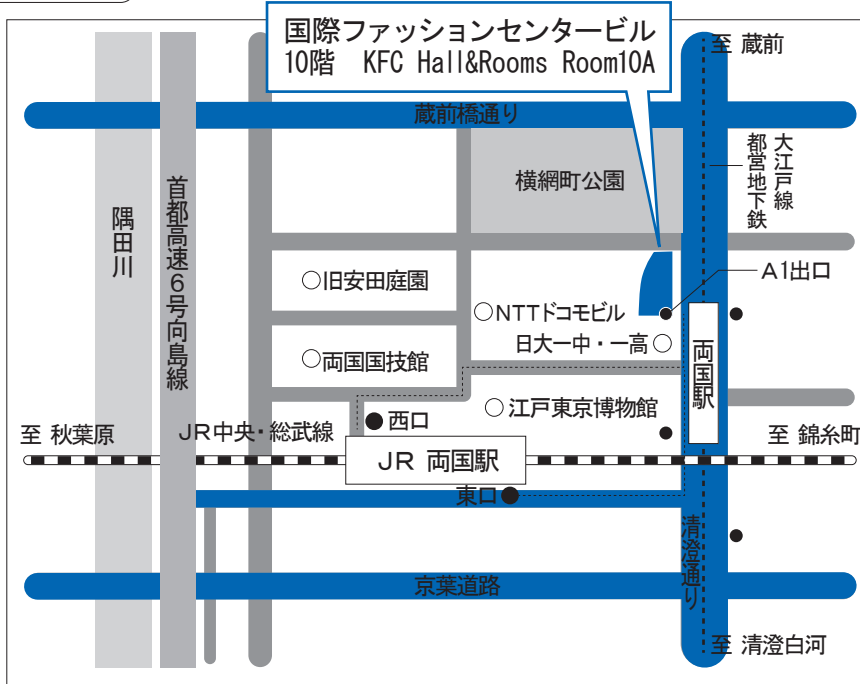 国際ファッションセンタービル
10階 KFC Hall&Rooms Room10A
至 蔵前
蔵前橋通り
都営地下鉄
大江戸線
横網町公園
隅田川
首都高速6号向島線
A1出口
○旧安田庭園
○NTTドコモビル
日大一中・一高○
両国駅
○両国国技館
○江戸東京博物館
●西口
至 秋葉原
JR中央・総武線
至 錦糸町
JR 両国駅
東口●
清澄通り
京葉道路
至 清澄白河